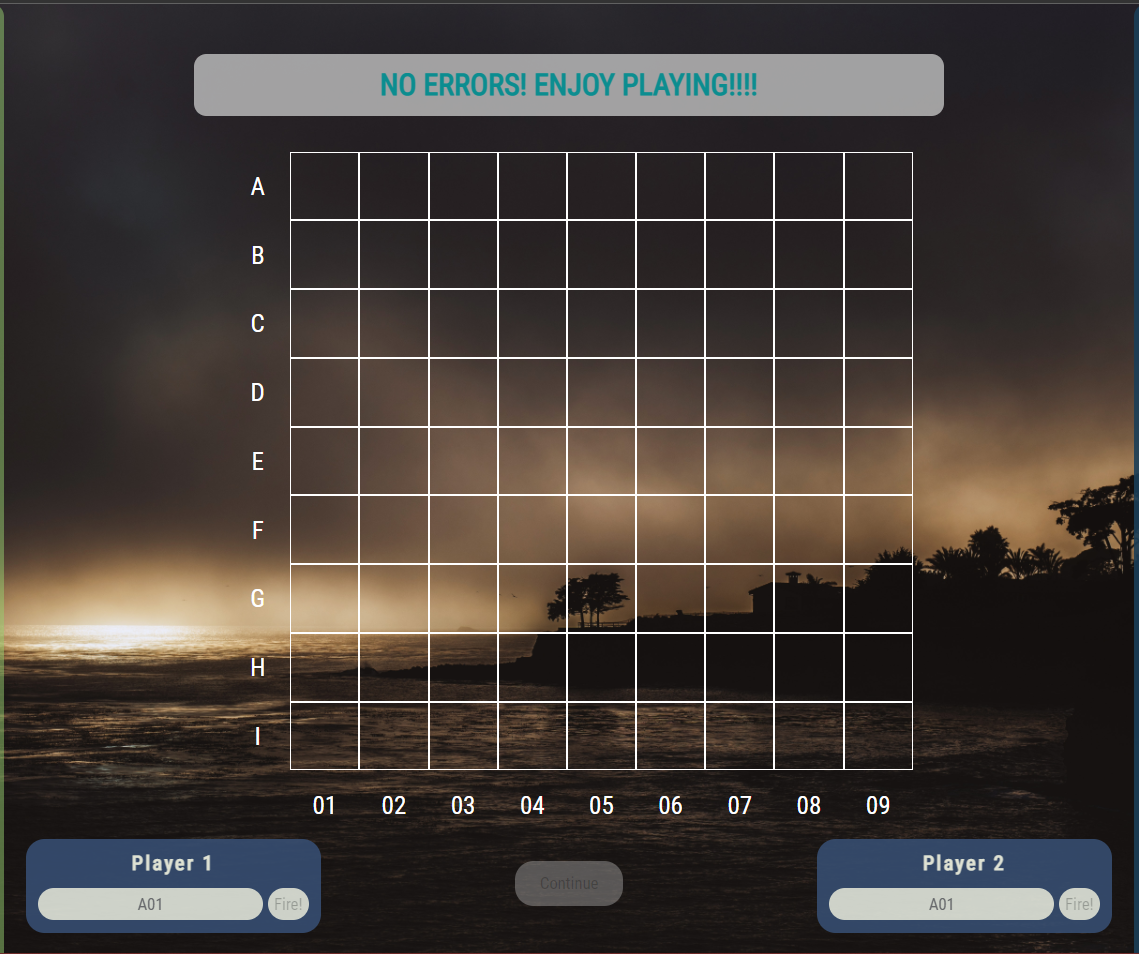 NO ERRORS! ENJOY PLAYING!!!!
A
B
C
D
E
F
G
H
I
01 02 03 04 05 06 07 08 09
Player 1
A01 Fire!
Continue
Player 2
A01 Fire!